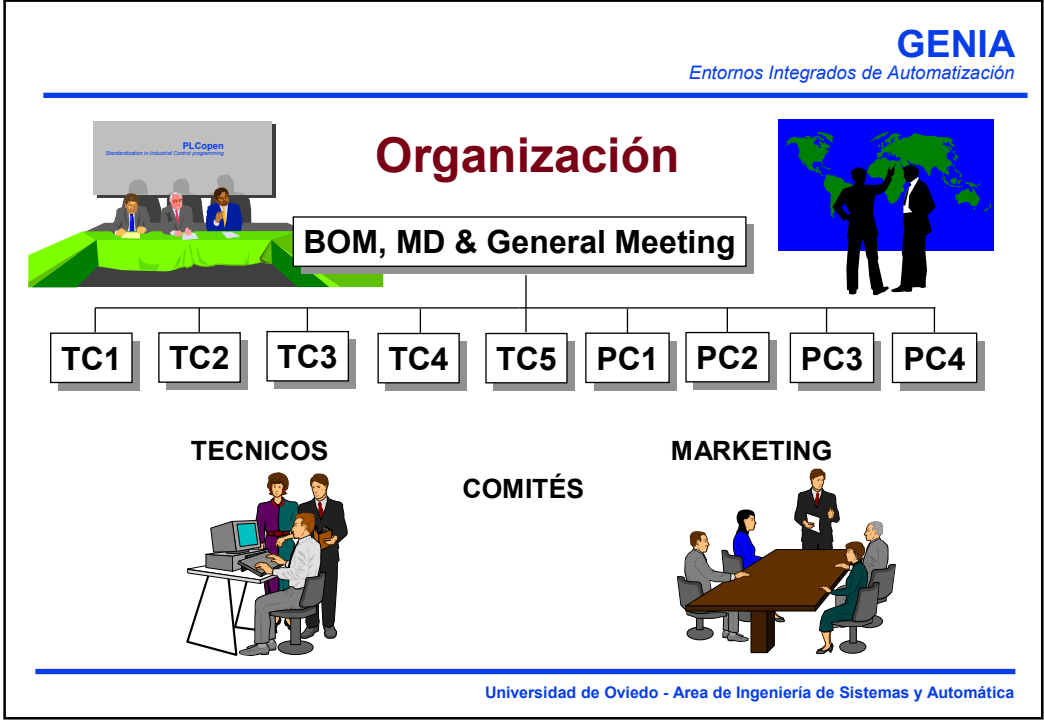 GENIA
Entornos Integrados de Automatización
PLCopen
Standardization in Industrial Control programming
Organización
BOM, MD & General Meeting
TC1 TC2 TC3 TC4 TC5 PC1 PC2 PC3 PC4
TECNICOS MARKETING
COMITÉS
Universidad de Oviedo - Area de Ingeniería de Sistemas y Automática